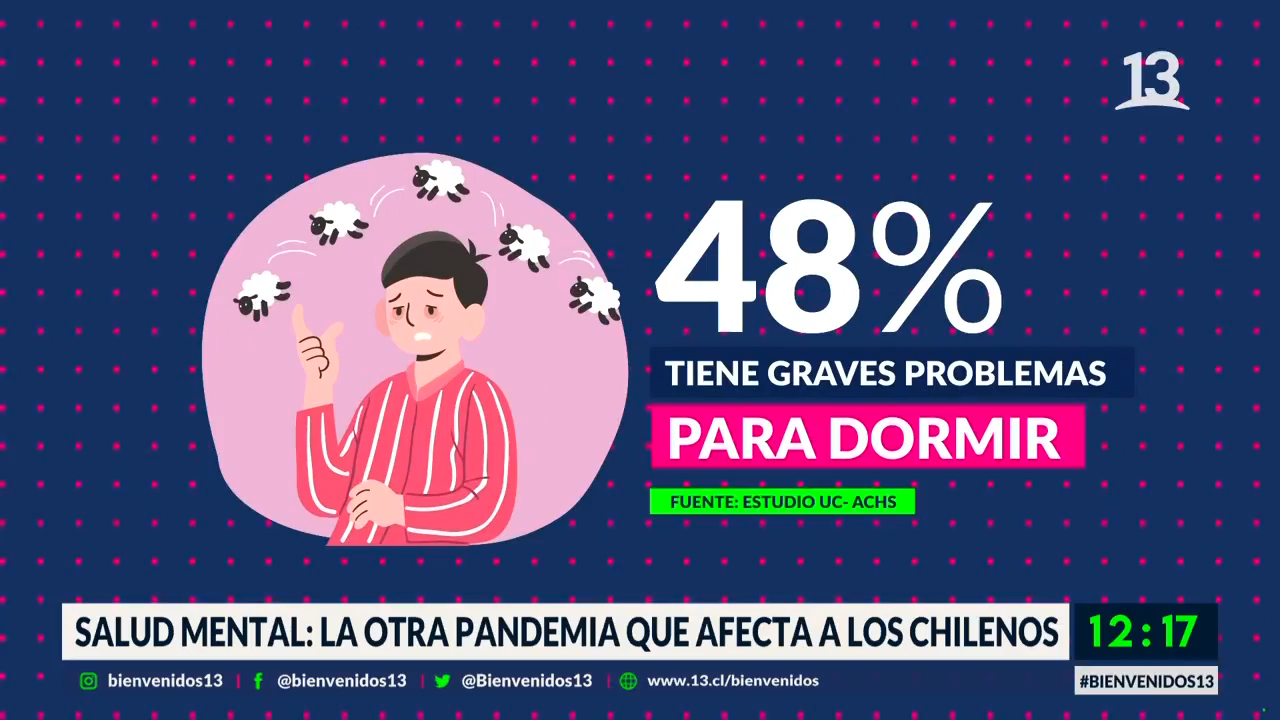 13
48%
TIENE GRAVES PROBLEMAS
PARA DORMIR
FUENTE: ESTUDIO UC- ACHS
SALUD MENTAL: LA OTRA PANDEMIA QUE AFECTA A LOS CHILENOS
12:17
bienvenidos13 | @bienvenidos13 | @Bienvenidos13 | www.13.cl/bienvenidos
#BIENVENIDOS13